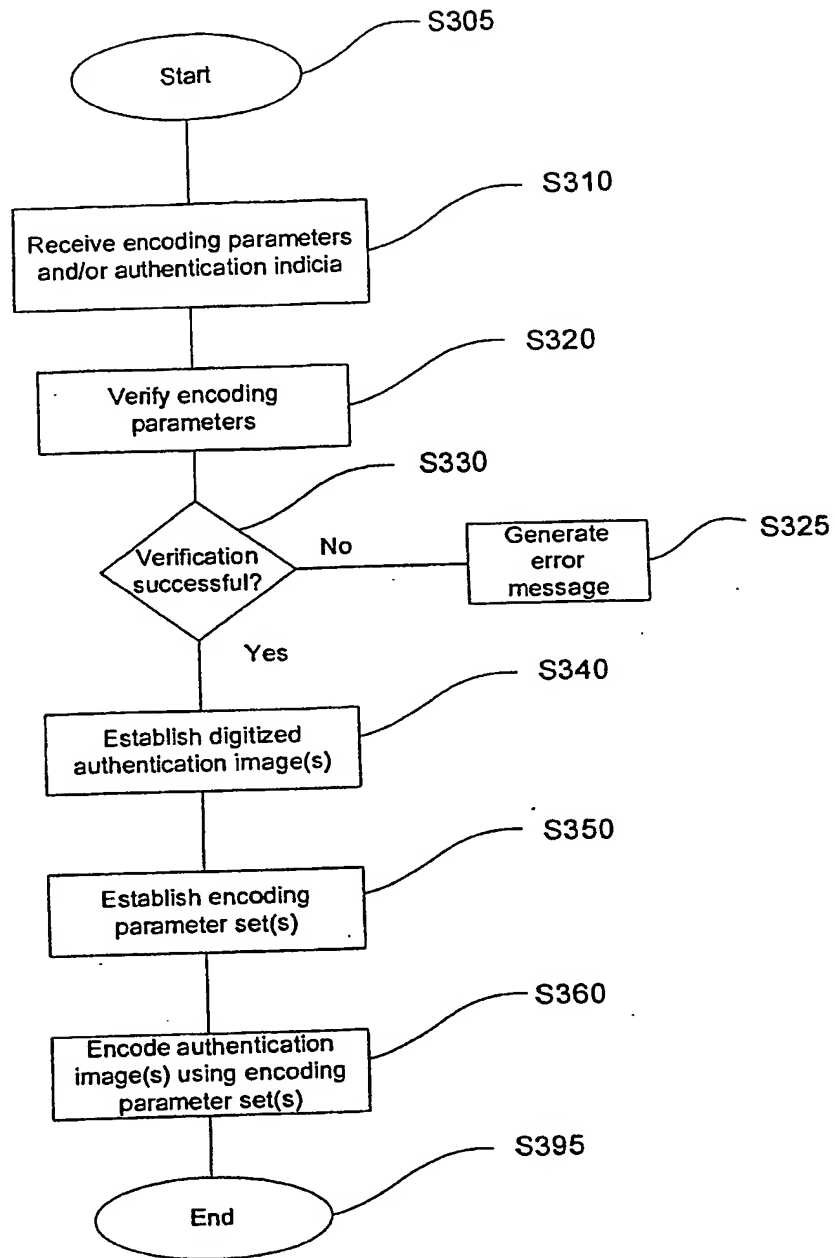 S305
Start
S310
Receive encoding parameters
and/or authentication indicia
S320
Verify encoding
parameters
S330
Verification
successful?
No
Generate
error
message
S325
Yes
S340
Establish digitized
authentication image(s)
S350
Establish encoding
parameter set(s)
S360
Encode authentication
image(s) using encoding
parameter set(s)
S395
End